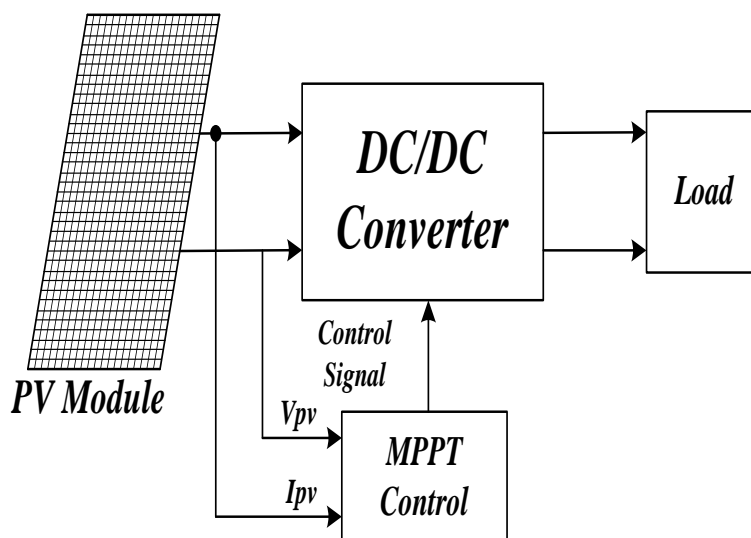 DC/DC
Converter
Load
Control
Signal
PV Module
Vpv
MPPT
Control
Ipv